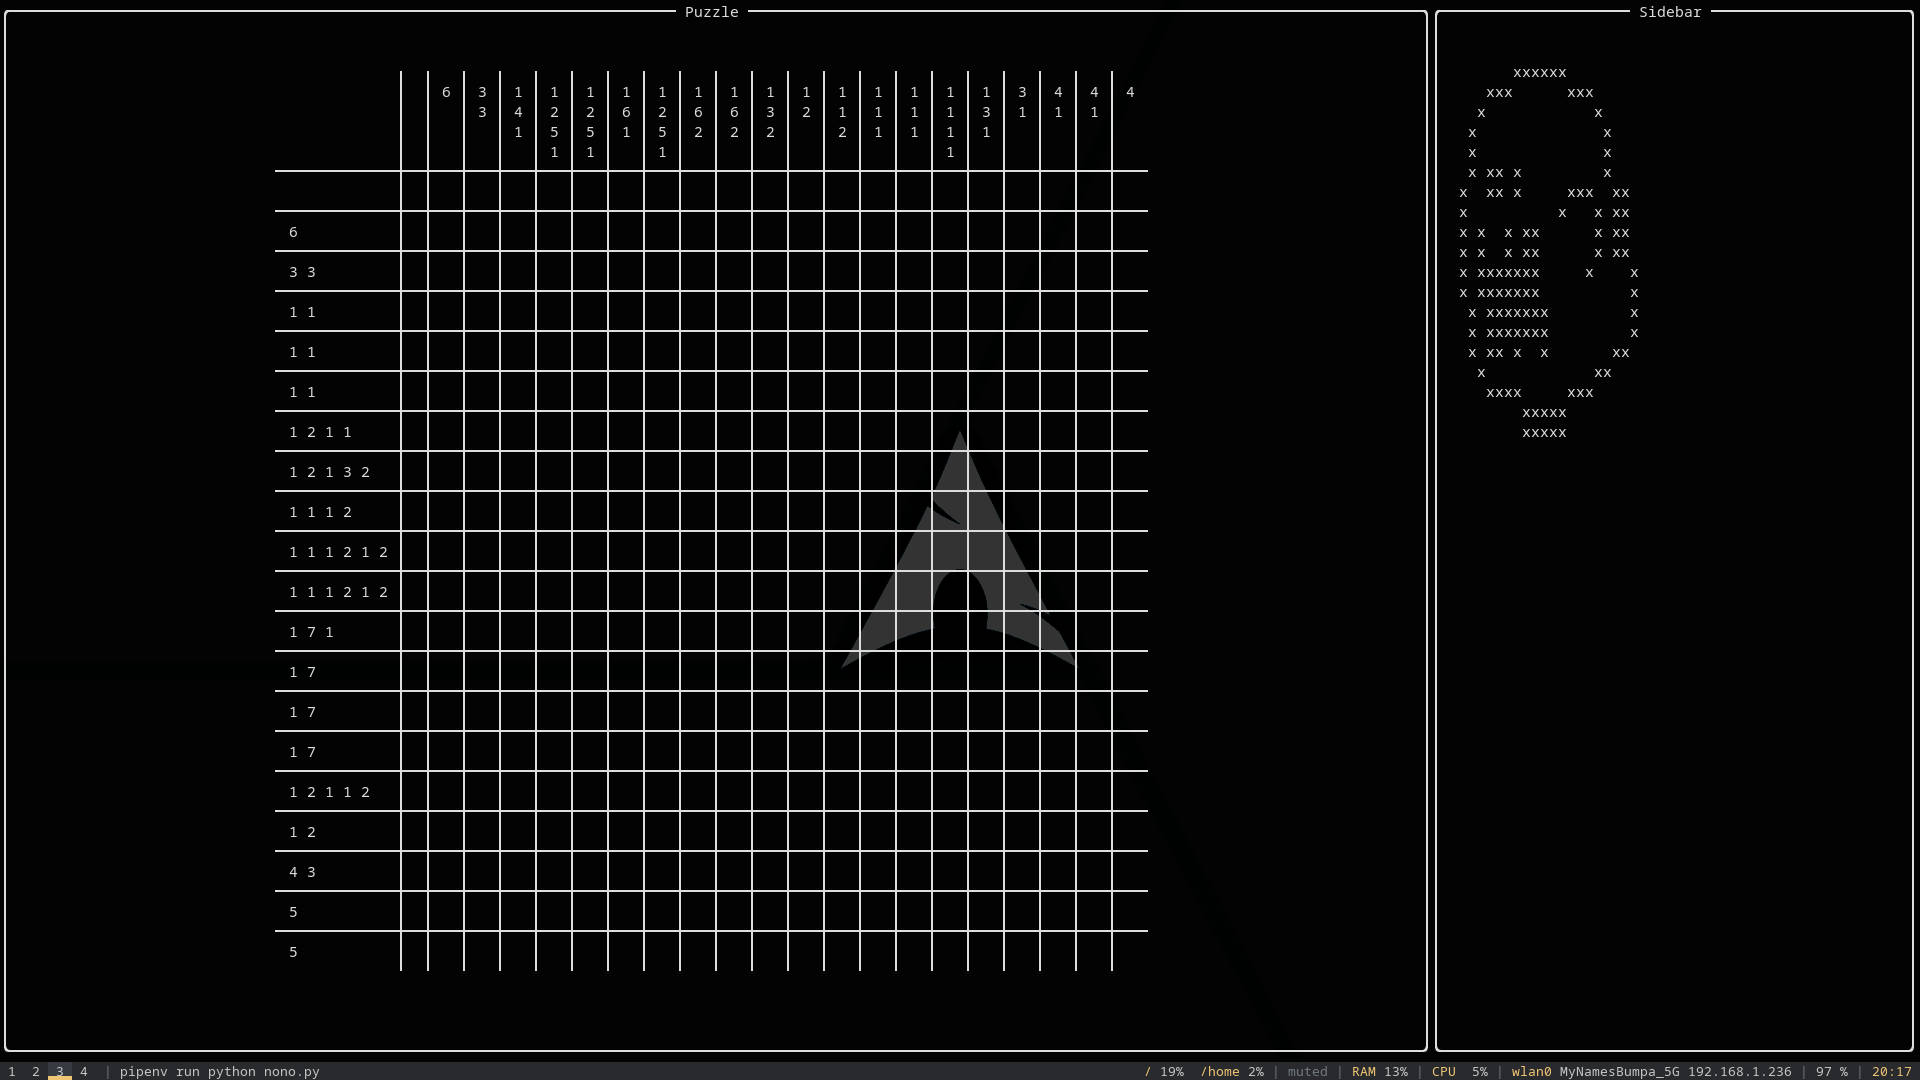 Puzzle
6 3 1 1 1 1 1 1 1 1 1 1 1 1 1 1 3 4 4 4
3 4 2 2 6 2 6 6 3 2 1 1 1 1 3 1 1 1
1 5 5 1 5 2 2 2 2 1 1
1 1 1 1
6
3 3
1 1
1 1
1 1
1 2 1 1
1 2 1 3 2
1 1 1 2
1 1 1 2 1 2
1 1 1 2 1 2
1 7 1
1 7
1 7
1 7
1 2 1 1 2
1 2
4 3
5
5
Sidebar
      xxxxxx
   xxx      xxx
  x            x
 x              x
 x              x
 x xx x         x
x  xx x     xxx  xx
x          x   x xx
x x  x xx      x xx
x x  x xx      x xx
x xxxxxxx     x    x
x xxxxxxx          x
 x xxxxxxx         x
 x xxxxxxx         x
 x xx x  x       xx
  x            xx
   xxxx     xxx
       xxxxx
       xxxxx
1 2 3 4 | pipenv run python nono.py
/ 19% /home 2% | muted | RAM 13% | CPU 5% | wlan0 MyNamesBumpa_5G 192.168.1.236 | 97 % | 20:17